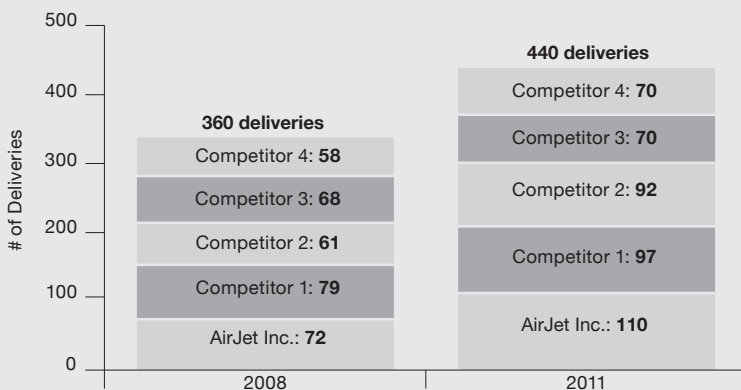 # of Deliveries
500
400
300
200
100
0
360 deliveries
Competitor 4: 58
Competitor 3: 68
Competitor 2: 61
Competitor 1: 79
AirJet Inc.: 72
2008
440 deliveries
Competitor 4: 70
Competitor 3: 70
Competitor 2: 92
Competitor 1: 97
AirJet Inc.: 110
2011